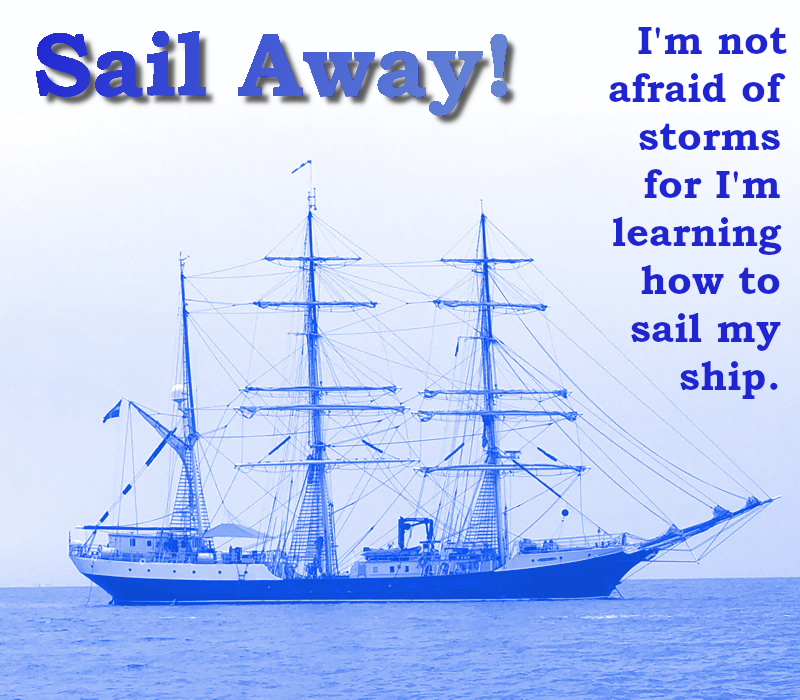 Sail Away!
I'm not
afraid of
storms
for I'm
learning
how to
sail my
ship.